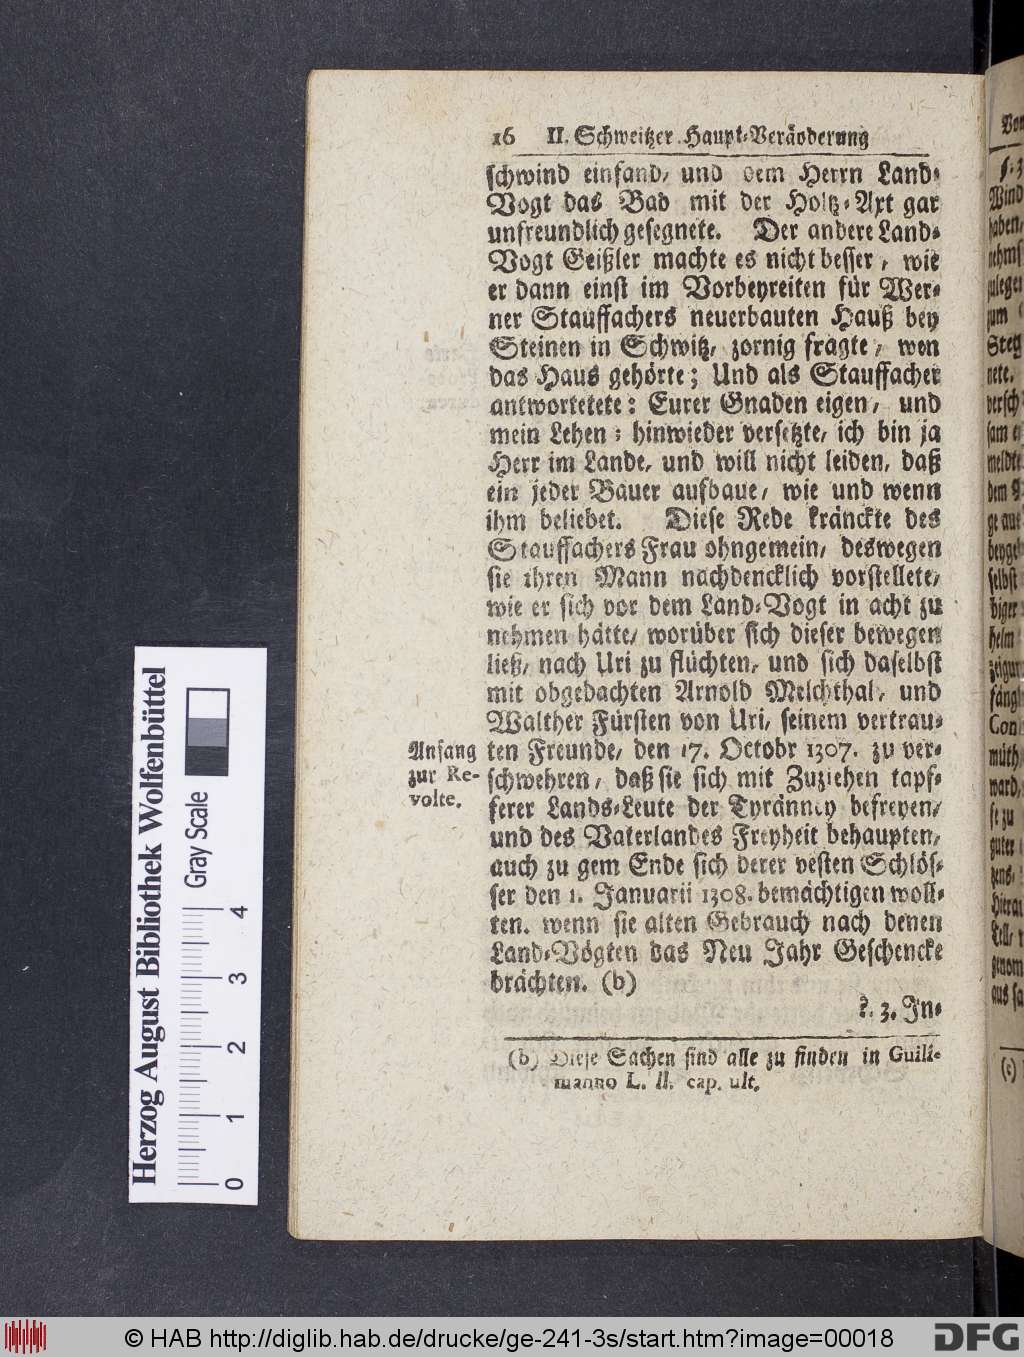 16 II. Schweitzer Haupt-Veränderung
schwind einfand, und dem Herrn Land-
Vogt das Bad mit der Holtz-Axt gar
unfreundlich gesegnete. Der andere Land-
Vogt Geißler machte es nicht besser, wie
er dann einst im Vorbeyreiten für Wer-
ner Stauffachers neuerbauten Hauß bey
Steinen in Schwitz, zornig fragte, wem
das Haus gehörte; Und als Stauffacher
antwortetete: Eurer Gnaden eigen, und
mein Lehen: hinwieder versetzte, ich bin ja
Herr im Lande, und will nicht leiden, daß
ein jeder Bauer aufbaue, wie und wenn
ihm beliebet. Diese Rede kränckte des
Stauffachers Frau ohngemein, deswegen
sie ihren Mann nachdencklich vorstellete,
wie er sich vor dem Land-Vogt in acht zu
nehmen hätte, worüber sich dieser bewegen
ließ, nach Uri zu flüchten, und sich daselbst
mit obgedachten Arnold Melchthal, und
Walther Fürsten von Uri, seinem vertrau-
ten Freunde, den 17. Octobr 1307. zu ver-
schwehren, daß sie sich mit Zuziehen tapf-
ferer Lands-Leute der Tyranney befreyen,
und des Vaterlandes Freyheit behaupten,
auch zu gem Ende sich derer vesten Schlös-
ser den 1. Januarii 1308. bemächtigen woll-
ten. wenn sie alten Gebrauch nach denen
Land-Vögten das Neu Jahr Geschencke
brächten. (b)
Anfang
zur Re-
volte.
§. 3. In-
(b) Diese Sachen sind alle zu finden in Guili-
manno L. II. cap. ult.
Herzog August Bibliothek Wolfenbüttel
Gray Scale
0 1 2 3 4
© HAB http://diglib.hab.de/drucke/ge-241-3s/start.htm?image=00018
DFG